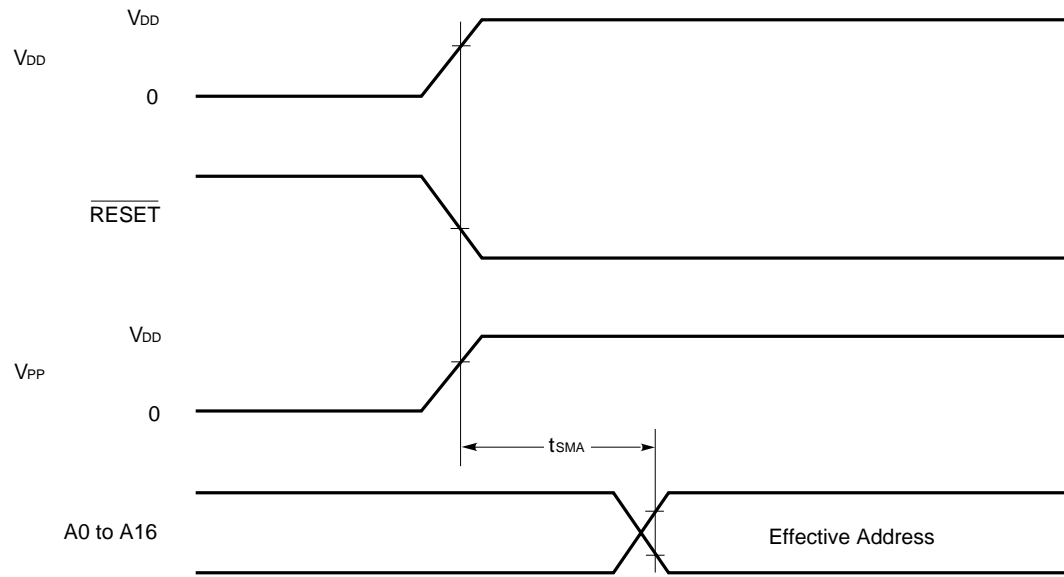 VDD
VDD
0
RESET
VDD
VPP
0
tSMA
A0 to A16
Effective Address